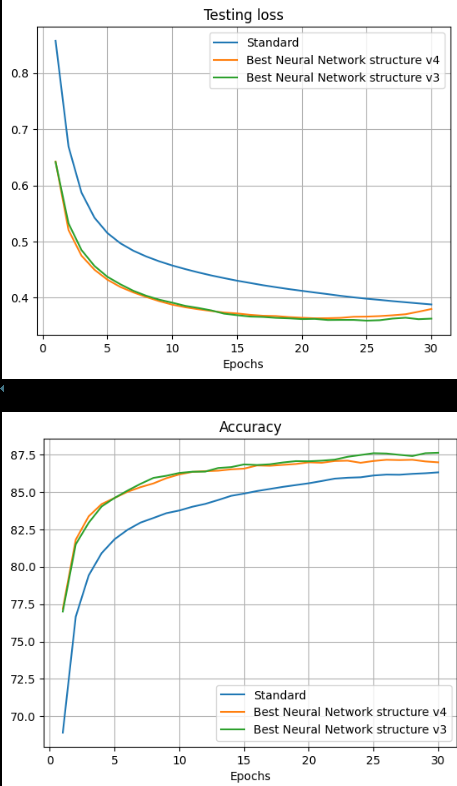 Testing loss
Standard
Best Neural Network structure v4
Best Neural Network structure v3
0.8
0.7
0.6
0.5
0.4
0 5 10 15 20 25 30
Epochs
Accuracy
87.5
85.0
82.5
80.0
77.5
75.0
72.5
70.0
Standard
Best Neural Network structure v4
Best Neural Network structure v3
0 5 10 15 20 25 30
Epochs